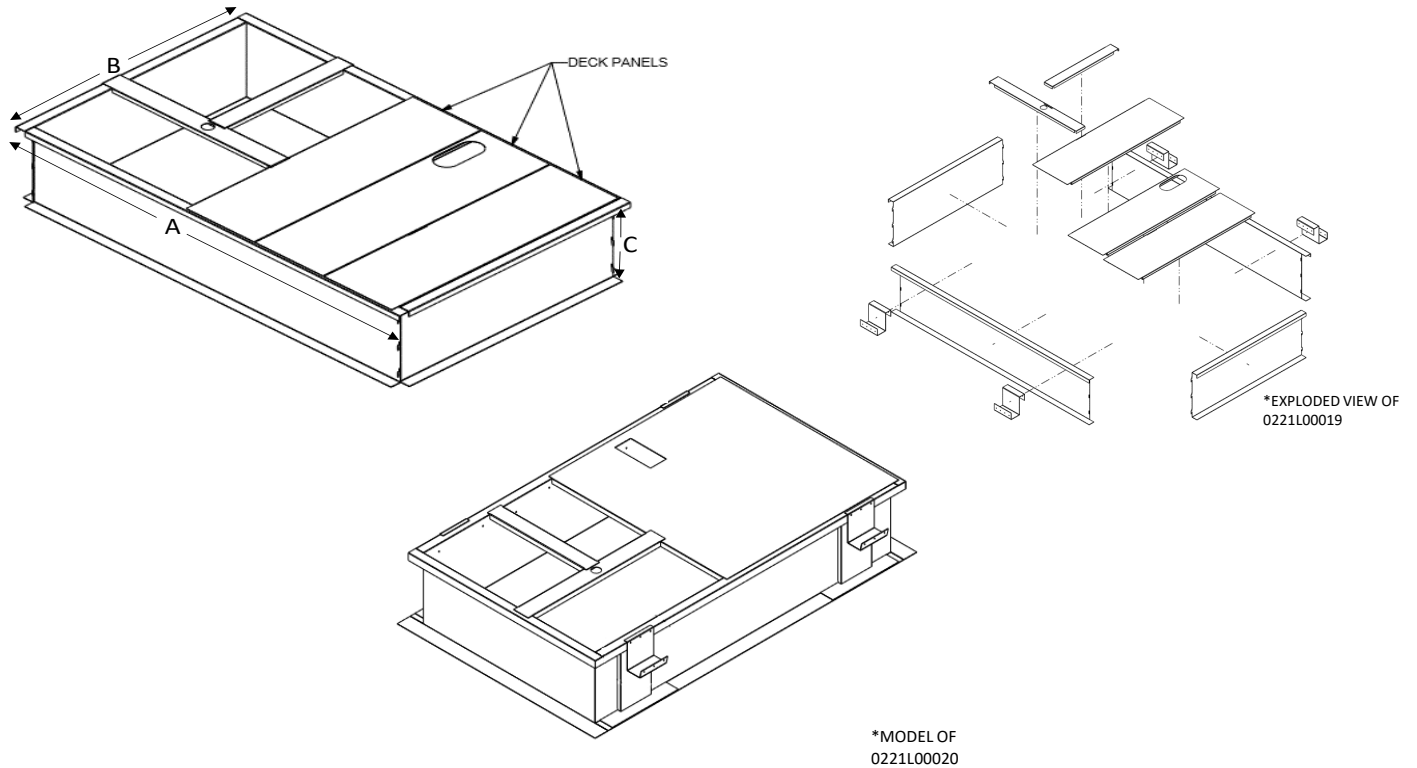 B
DECK PANELS
A
C
*EXPLODED VIEW OF
0221L00019
*MODEL OF
0221L00020